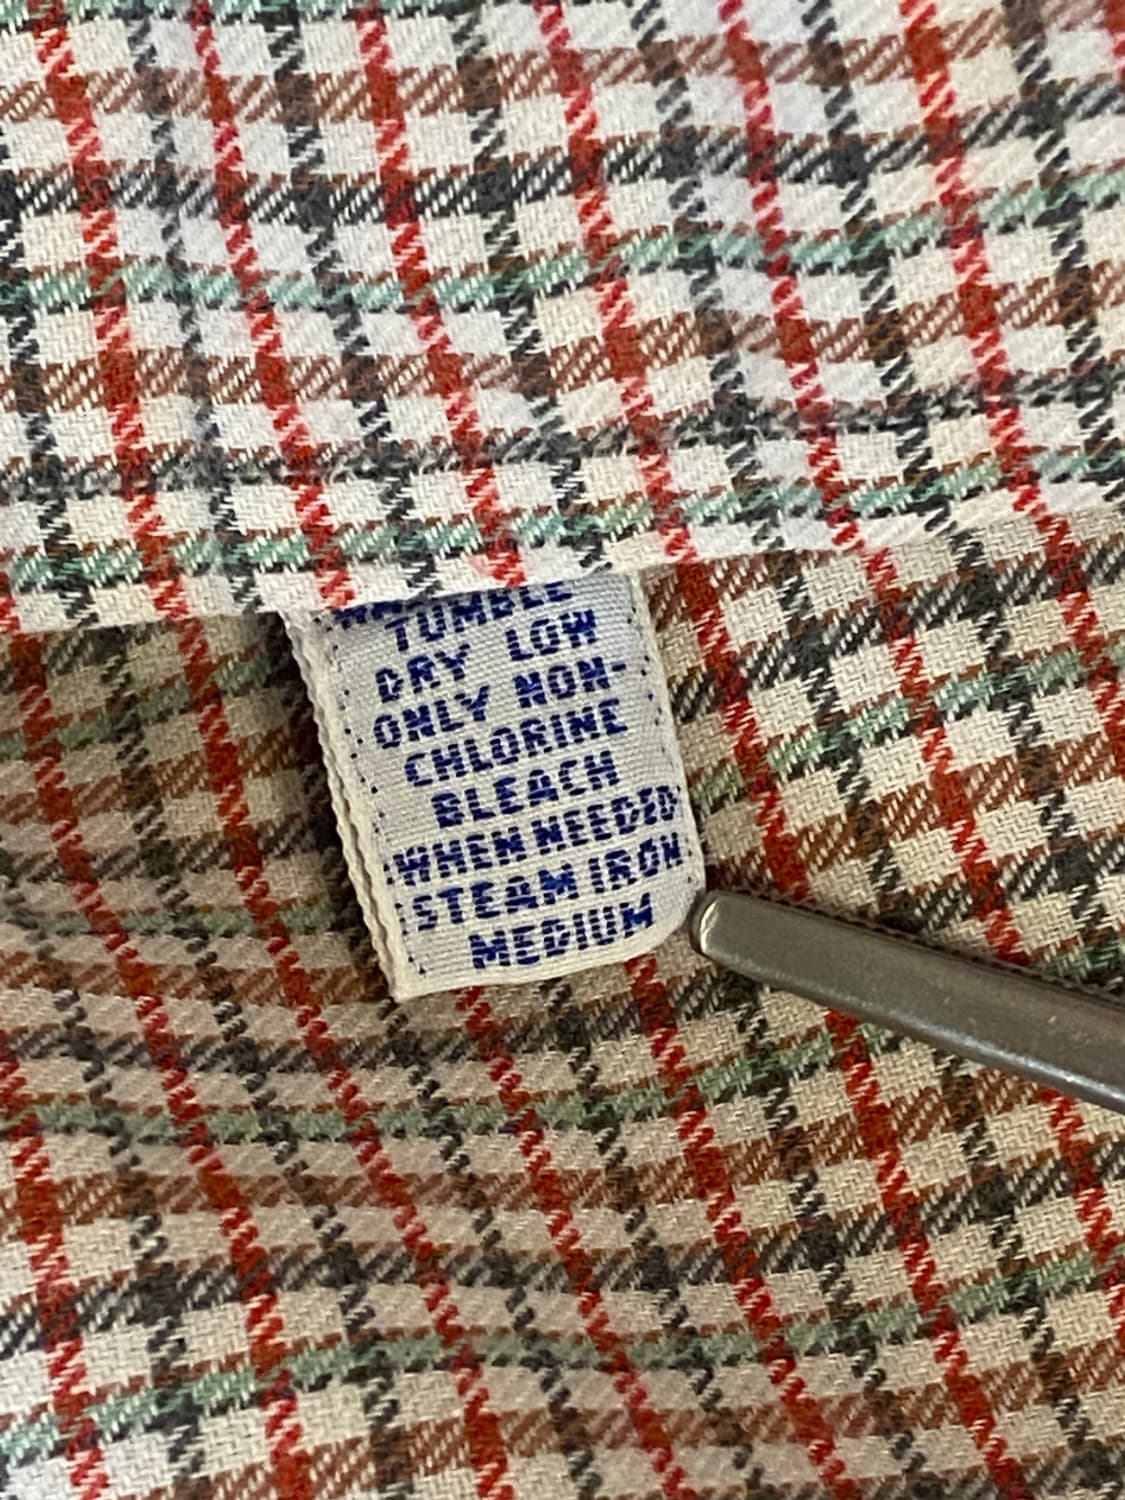 TUMBLE
DRY LOW
ONLY NON-
CHLORINE
BLEACH
WHEN NEEDED
STEAM IRON
MEDIUM